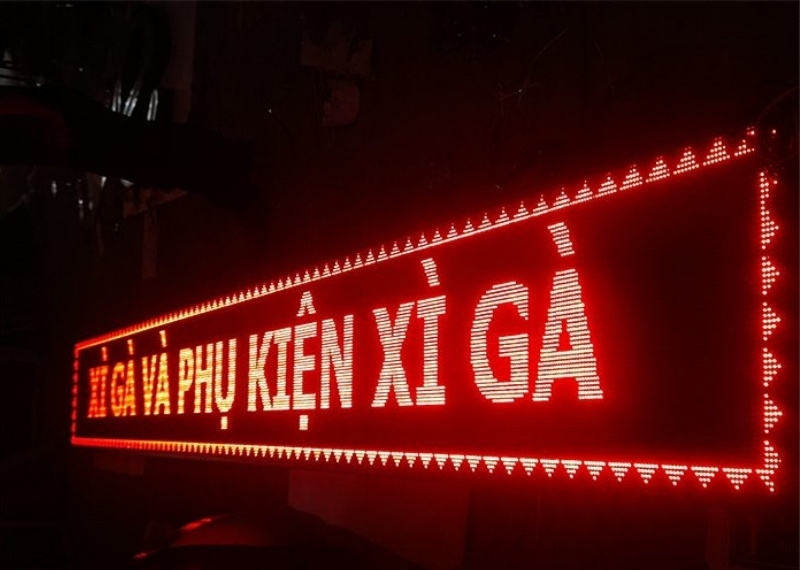 XÌ GÀ VÀ PHỤ KIỆN XÌ GÀ